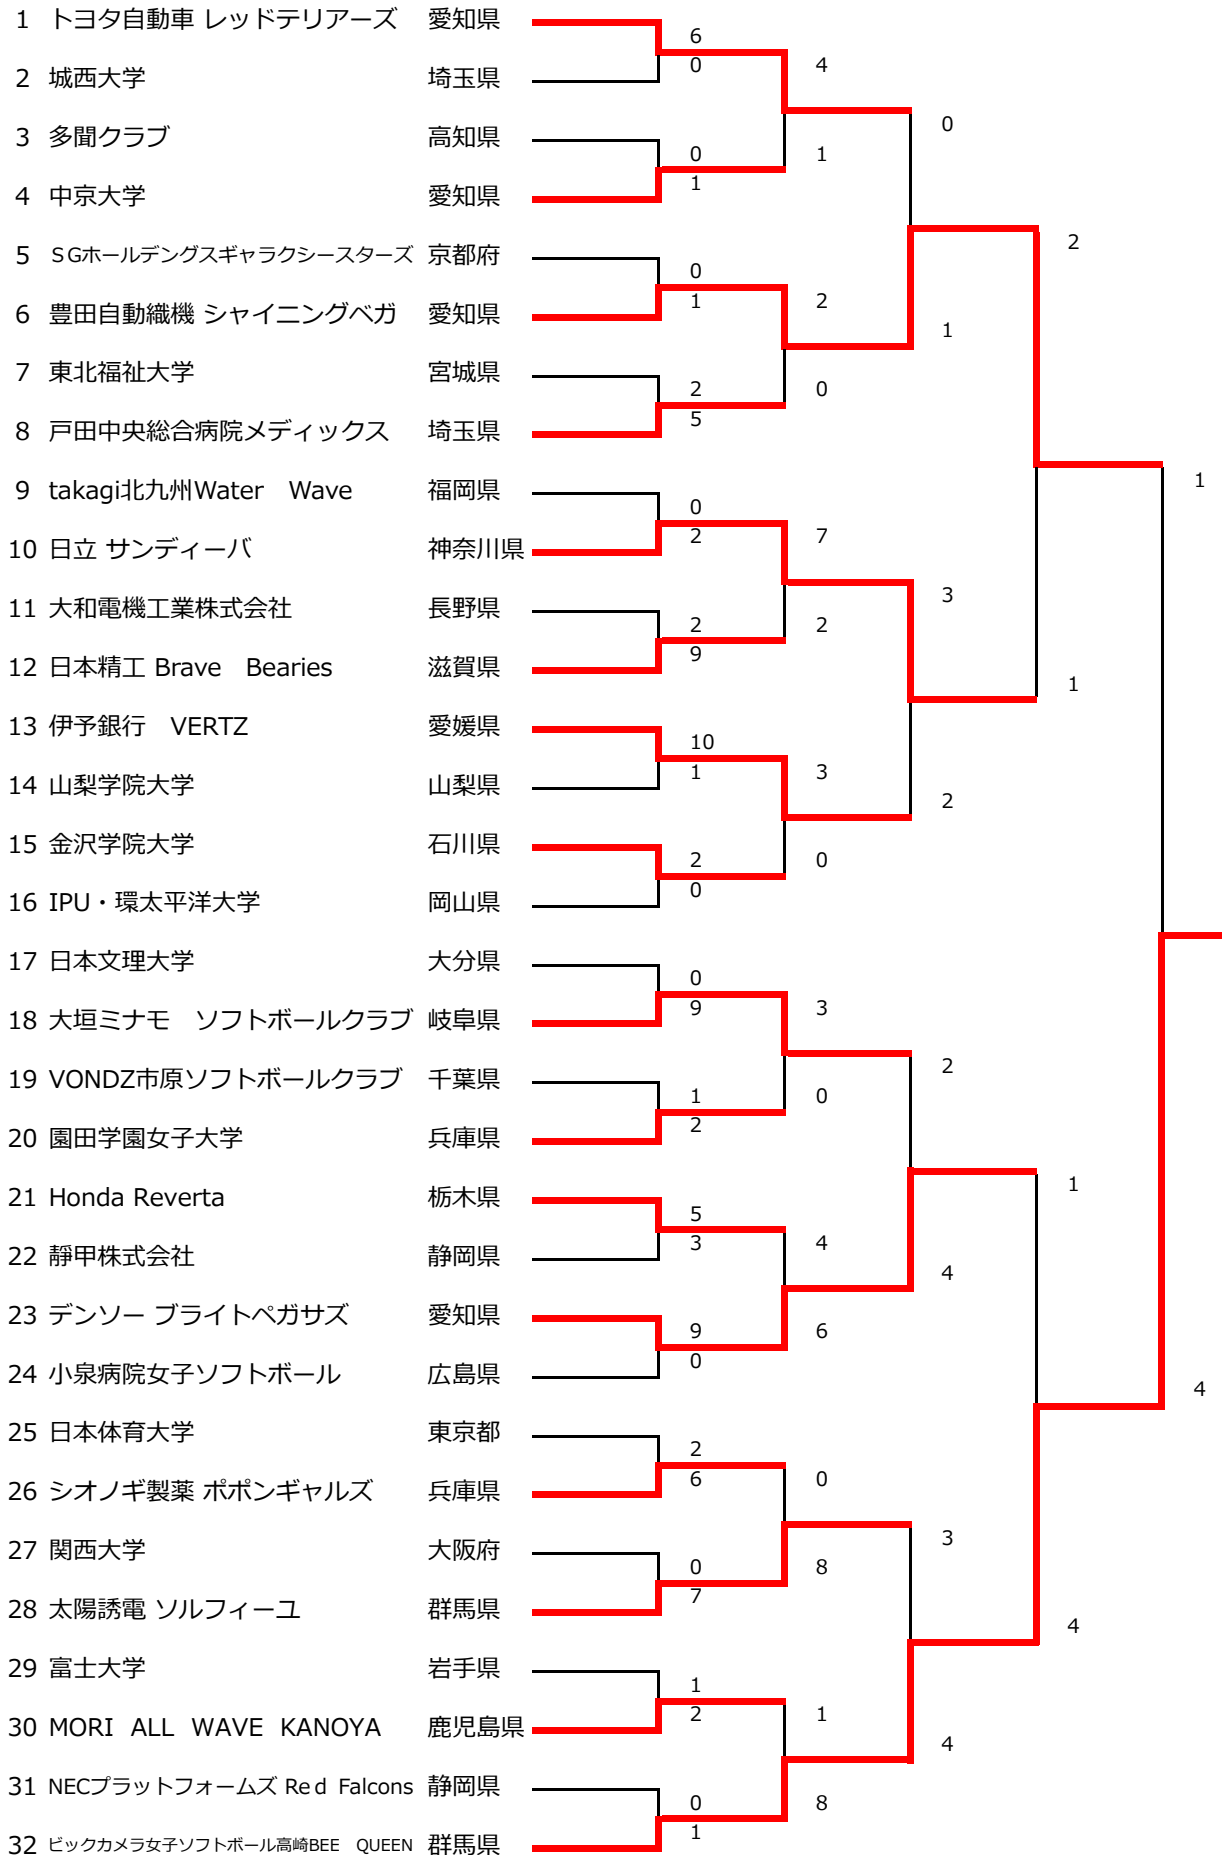 1 トヨタ自動車 レッドテリアーズ 愛知県
6
0
4
2 城西大学 埼玉県
0
3 多聞クラブ 高知県
0
1
1
4 中京大学 愛知県
2
5 ＳGホールデングスギャラクシースターズ 京都府
0
1
2
6 豊田自動織機 シャイニングベガ 愛知県
1
7 東北福祉大学 宮城県
2
0
5
8 戸田中央総合病院メディックス 埼玉県
1
9 takagi北九州Water　Wave 福岡県
0
2
7
10 日立 サンディーバ 神奈川県
3
11 大和電機工業株式会社 長野県
2
2
9
12 日本精工 Brave　Bearies 滋賀県
1
13 伊予銀行　VERTZ 愛媛県
10
1
3
14 山梨学院大学 山梨県
2
15 金沢学院大学 石川県
2
0
0
16 IPU・環太平洋大学 岡山県
17 日本文理大学 大分県
0
9
3
18 大垣ミナモ　ソフトボールクラブ 岐阜県
2
19 VONDZ市原ソフトボールクラブ 千葉県
1
0
2
20 園田学園女子大学 兵庫県
1
21 Honda Reverta 栃木県
5
3
4
22 靜甲株式会社 静岡県
4
23 デンソー ブライトペガサズ 愛知県
9
6
0
24 小泉病院女子ソフトボール 広島県
4
25 日本体育大学 東京都
2
6
0
26 シオノギ製薬 ポポンギャルズ 兵庫県
3
27 関西大学 大阪府
0
8
7
28 太陽誘電 ソルフィーユ 群馬県
4
29 富士大学 岩手県
1
2
1
30 MORI ALL WAVE KANOYA 鹿児島県
4
31 NECプラットフォームズ Red Falcons 静岡県
0
8
1
32 ビックカメラ女子ソフトボール高崎BEE　QUEEN 群馬県